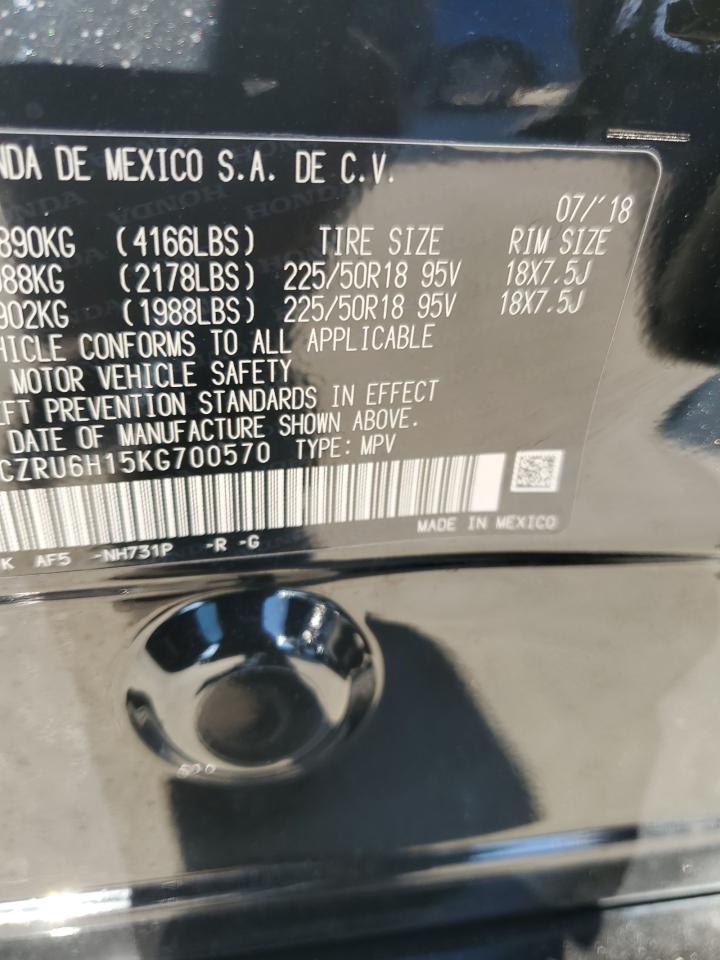 NDA DE MEXICO S.A. DE C.V.
07/'18
890KG (4166LBS) TIRE SIZE RIM SIZE
088KG (2178LBS) 225/50R18 95V 18X7.5J
902KG (1988LBS) 225/50R18 95V 18X7.5J
HICLE CONFORMS TO ALL APPLICABLE
MOTOR VEHICLE SAFETY
EFT PREVENTION STANDARDS IN EFFECT
DATE OF MANUFACTURE SHOWN ABOVE.
CZRU6H15KG700570 TYPE: MPV
MADE IN MEXICO
K AF5 -NH731P -R -G